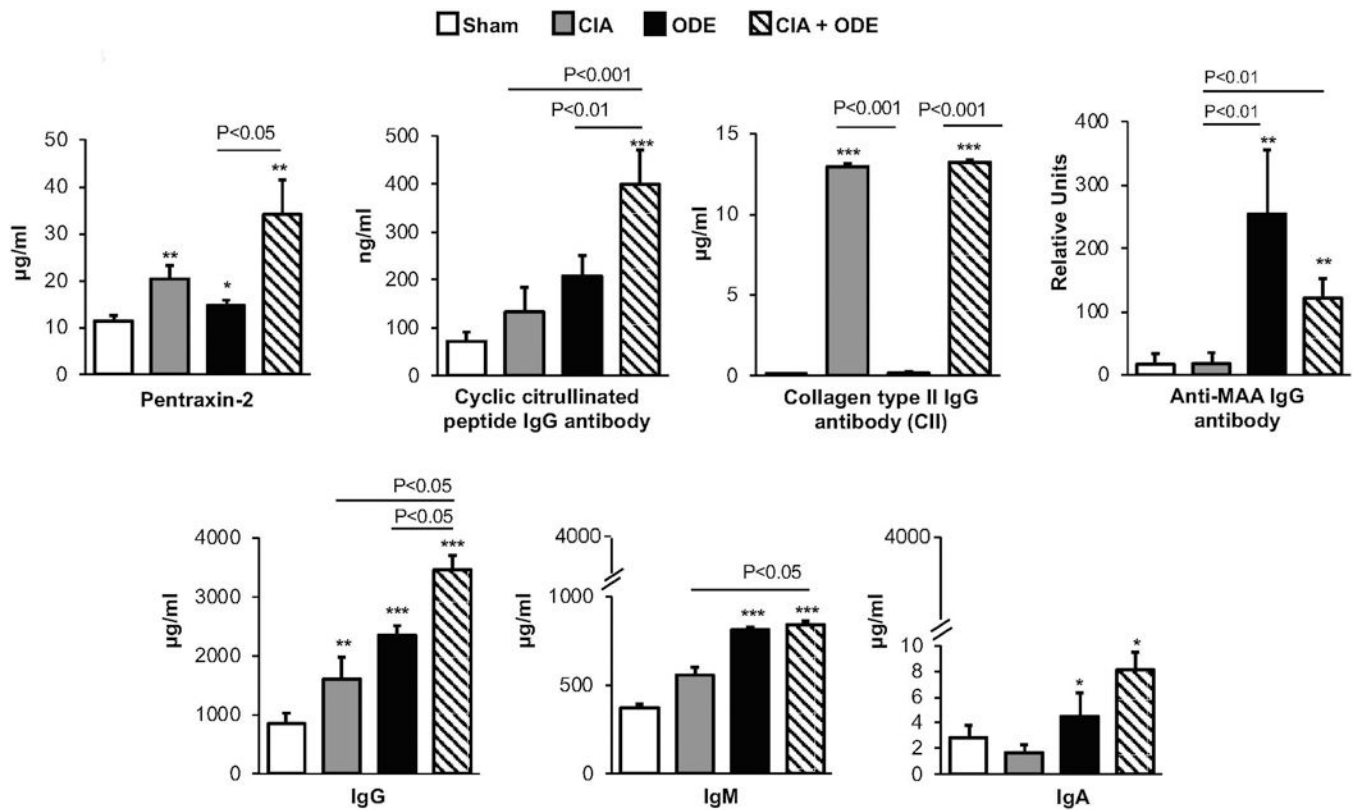 Sham CIA ODE CIA + ODE
P<0.05
**
*
**
50
40
30
20
10
0
µg/ml
Pentraxin-2
P<0.001
P<0.01
***
500
400
300
200
100
0
ng/ml
Cyclic citrullinated
peptide IgG antibody
P<0.001 P<0.001
*** ***
15
13
10
5
0
µg/ml
Collagen type II IgG
antibody (CII)
P<0.01
P<0.01
**
**
400
300
200
100
0
Relative Units
Anti-MAA IgG
antibody
P<0.05
P<0.05
***
***
**
4000
3000
2000
1000
0
µg/ml
IgG
P<0.05
*** ***
4000
1000
500
0
µg/ml
IgM
*
*
4000
10
8
6
4
2
0
µg/ml
IgA